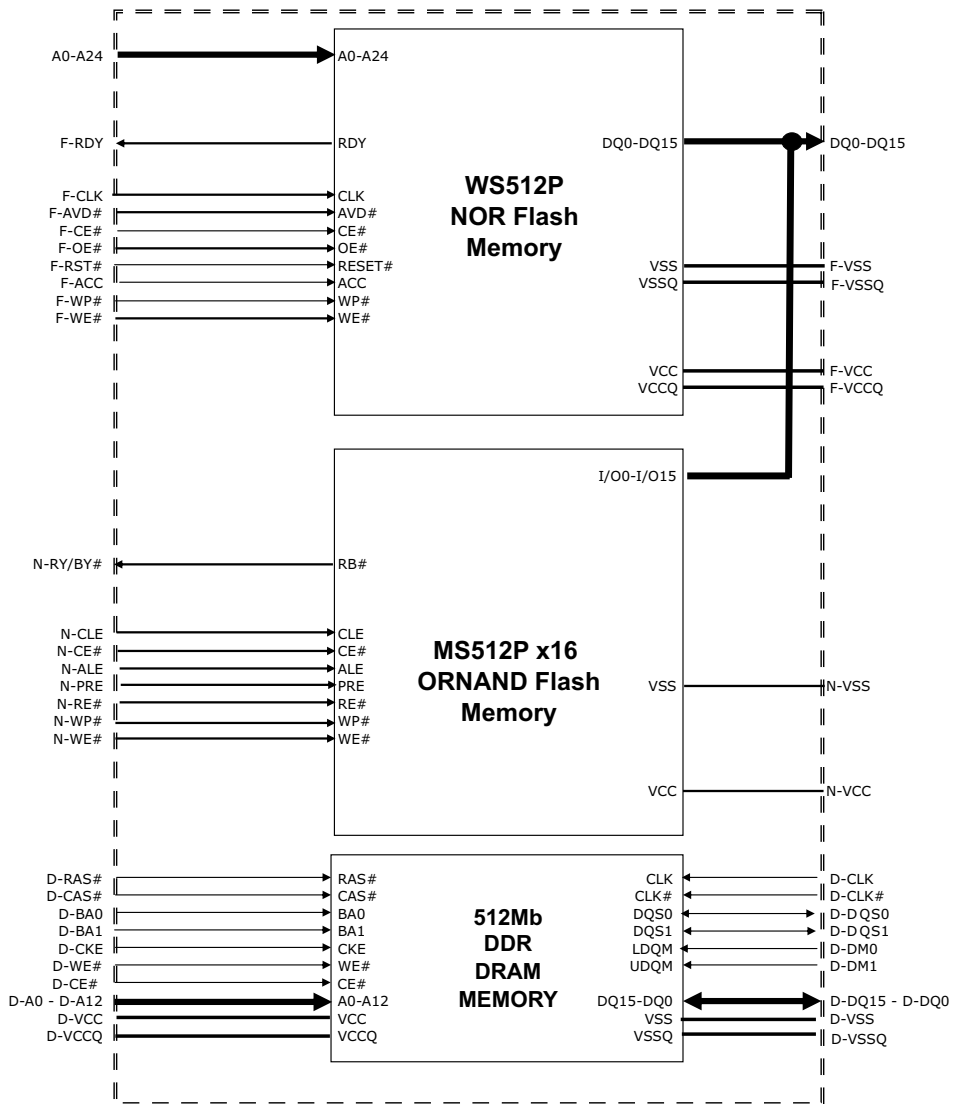 A0-A24 A0-A24
F-RDY RDY DQ0-DQ15 DQ0-DQ15
WS512P
NOR Flash
Memory
F-CLK CLK
F-AVD# AVD#
F-CE# CE#
F-OE# OE#
F-RST# RESET# VSS F-VSS
F-ACC ACC VSSQ F-VSSQ
F-WP# WP#
F-WE# WE#
VCC F-VCC
VCCQ F-VCCQ
I/O0-I/O15
N-RY/BY# RB#
MS512P x16
ORNAND Flash
Memory
N-CLE CLE
N-CE# CE#
N-ALE ALE
N-PRE PRE VSS N-VSS
N-RE# RE#
N-WP# WP#
N-WE# WE#
VCC N-VCC
512Mb
DDR
DRAM
MEMORY
D-RAS# RAS# CLK D-CLK
D-CAS# CAS# CLK# D-CLK#
D-BA0 BA0 DQS0 D-DQS0
D-BA1 BA1 DQS1 D-DQS1
D-CKE CKE LDQM D-DM0
D-WE# WE# UDQM D-DM1
D-CE# CE#
D-A0 - D-A12 A0-A12 DQ15-DQ0 D-DQ15 - D-DQ0
D-VCC VCC VSS D-VSS
D-VCCQ VCCQ VSSQ D-VSSQ